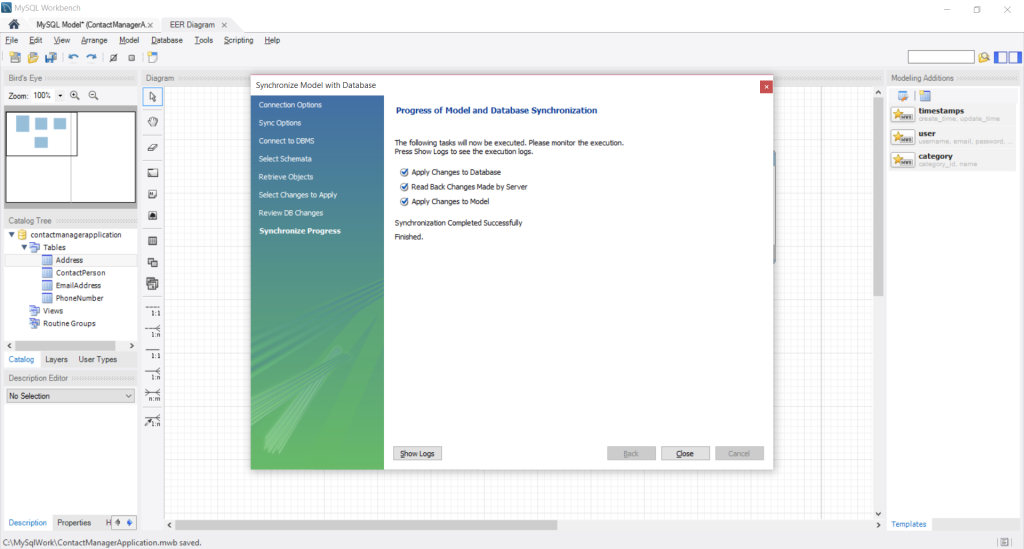 MySQL Workbench
MySQL Model* (ContactManagerA.× EER Diagram ×
File Edit View Arrange Model Database Tools Scripting Help
Bird's Eye
Zoom: 100%
Catalog Tree
contactmanagerapplication
Tables
Address
ContactPerson
EmailAddress
PhoneNumber
Views
Routine Groups
Catalog Layers User Types
Description Editor
No Selection
Description Properties H
Diagram
1:1
1:n
1:1
1:n
n:m
1:n
Synchronize Model with Database
Connection Options
Sync Options
Connect to DBMS
Select Schemata
Retrieve Objects
Select Changes to Apply
Review DB Changes
Synchronize Progress
Progress of Model and Database Synchronization
The following tasks will now be executed. Please monitor the execution.
Press Show Logs to see the execution logs.
Apply Changes to Database
Read Back Changes Made by Server
Apply Changes to Model
Synchronization Completed Successfully
Finished.
Show Logs Back Close Cancel
Modeling Additions
timestamps
create_time, update_time
user
username, email, password, ...
category
category_id, name
Templates
C:\MySqlWork\ContactManagerApplication.mwb saved.